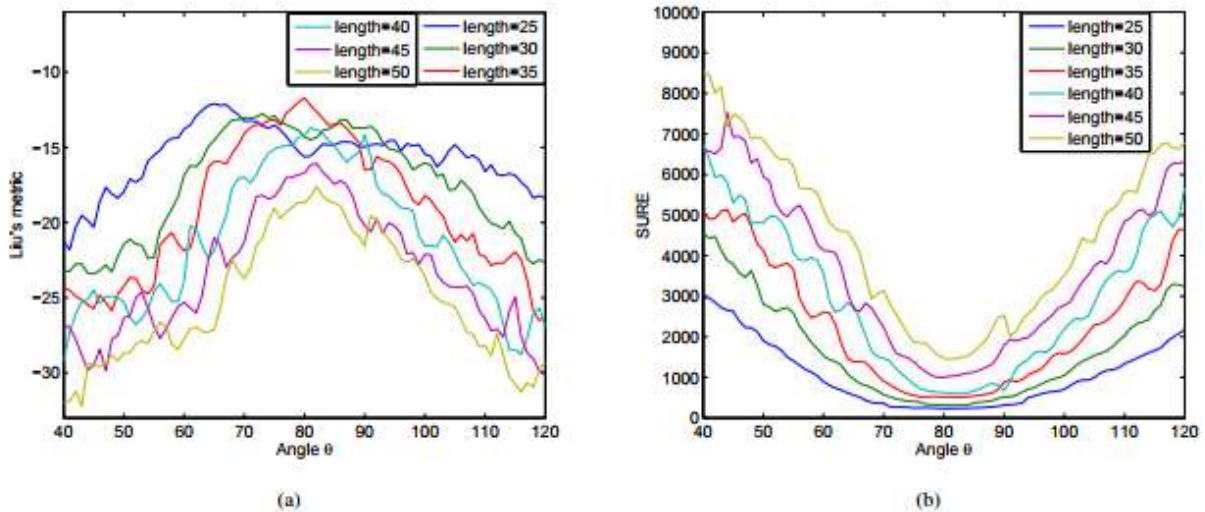 length=40 length=25
length=45 length=30
length=50 length=35
−10
−15
−20
−25
−30
Liu's metric
40 50 60 70 80 90 100 110 120
Angle θ
(a)
10000
9000
8000
7000
6000
5000
4000
3000
2000
1000
0
SURE
length=25
length=30
length=35
length=40
length=45
length=50
40 50 60 70 80 90 100 110 120
Angle θ
(b)